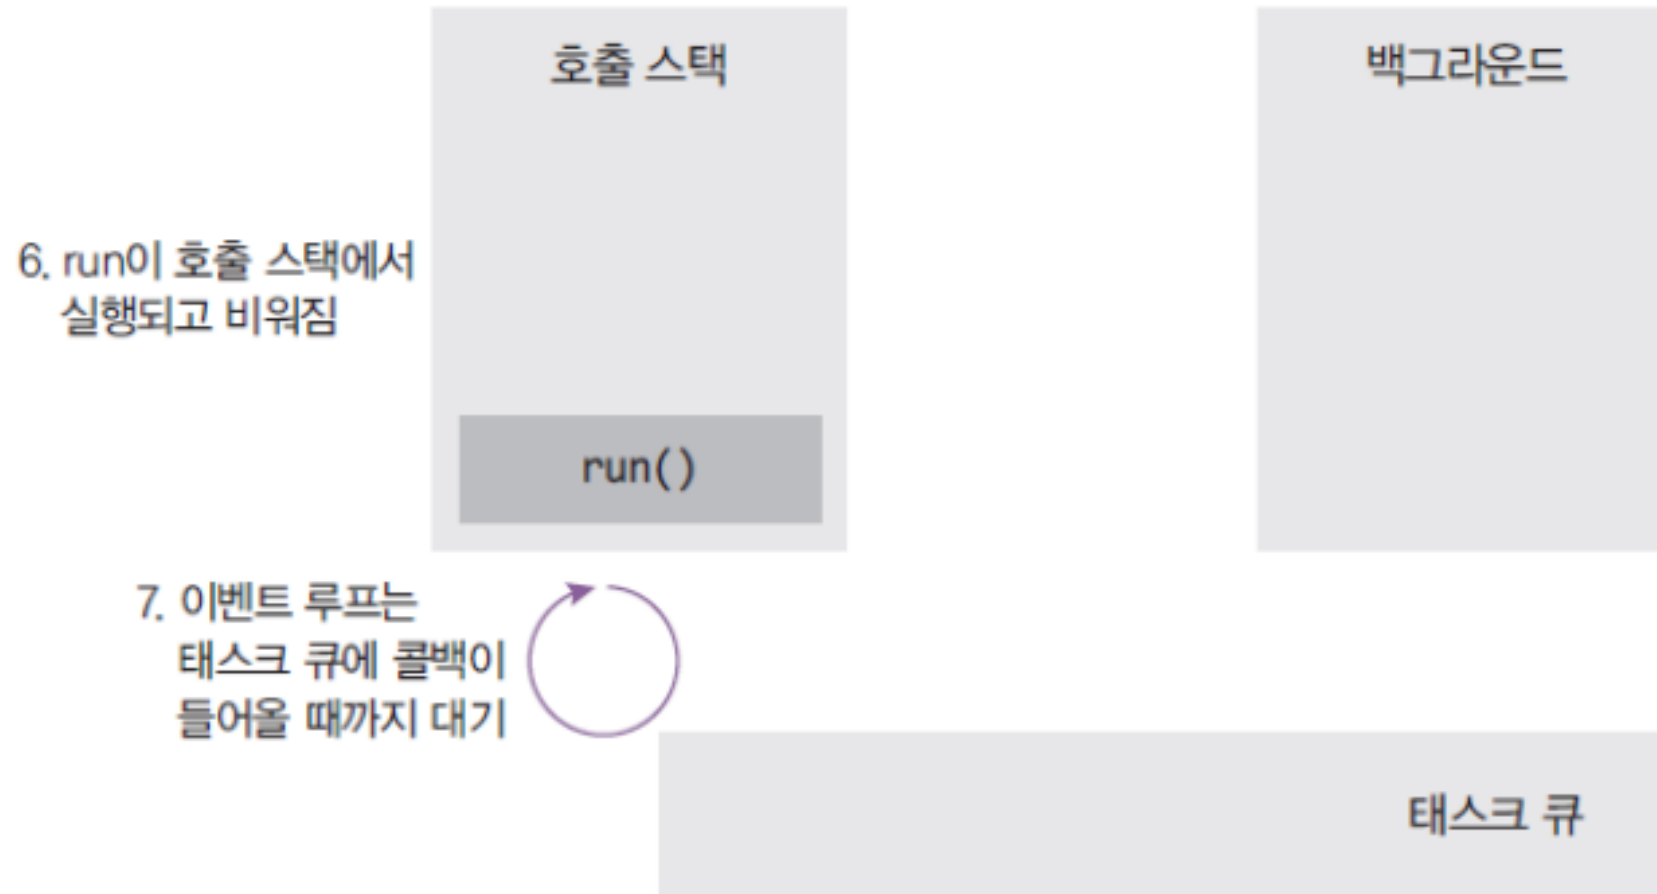 호출 스택
백그라운드
6. run이 호출 스택에서
실행되고 비워짐
run()
7. 이벤트 루프는
태스크 큐에 콜백이
들어올 때까지 대기
태스크 큐